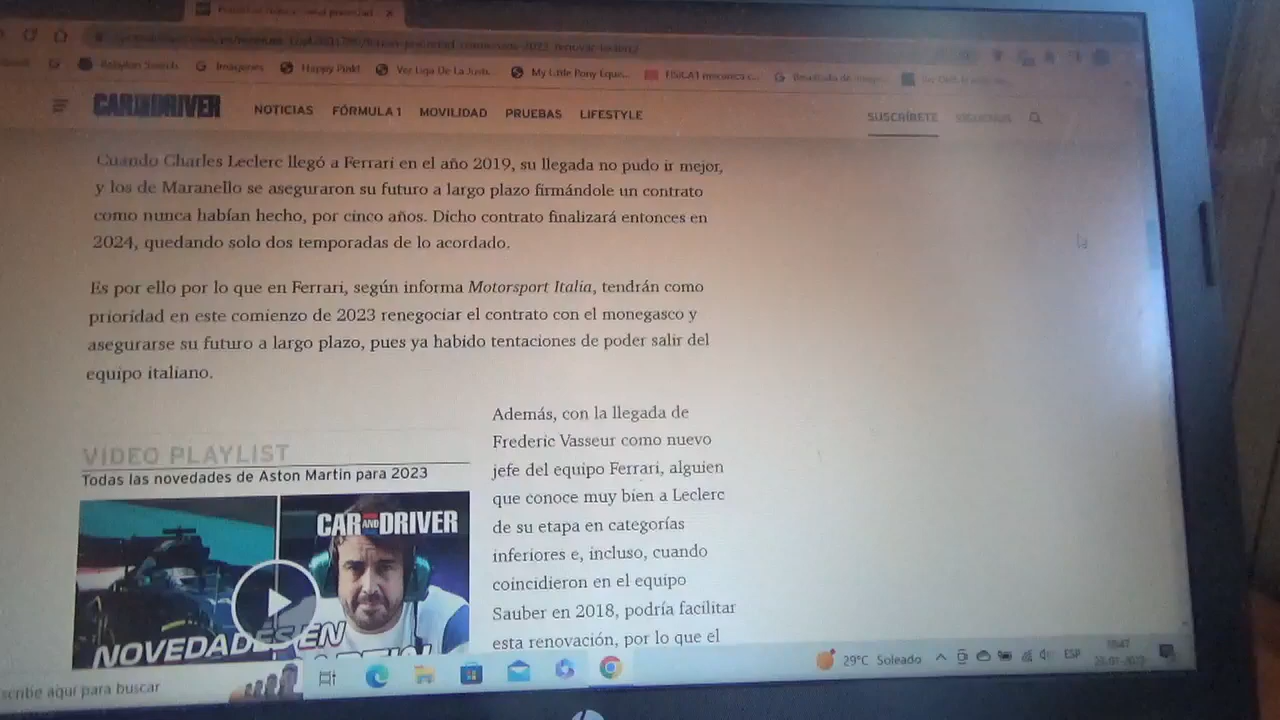 Babylon Search
Imágenes
Happy Pinki
Ver Liga De La Justi...
My Little Pony Eque...
FISICA1 mecanica c...
CAR AND DRIVER
NOTICIAS
FÓRMULA 1
MOVILIDAD
PRUEBAS
LIFESTYLE
SUSCRÍBETE
SÍGUENOS
Cuando Charles Leclerc llegó a Ferrari en el año 2019, su llegada no pudo ir mejor,
y los de Maranello se aseguraron su futuro a largo plazo firmándole un contrato
como nunca habían hecho, por cinco años. Dicho contrato finalizará entonces en
2024, quedando solo dos temporadas de lo acordado.
Es por ello por lo que en Ferrari, según informa Motorsport Italia, tendrán como
prioridad en este comienzo de 2023 renegociar el contrato con el monegasco y
asegurarse su futuro a largo plazo, pues ya habido tentaciones de poder salir del
equipo italiano.
VIDEO PLAYLIST
Todas las novedades de Aston Martin para 2023
CAR AND DRIVER
NOVEDADES EN
Además, con la llegada de
Frederic Vasseur como nuevo
jefe del equipo Ferrari, alguien
que conoce muy bien a Leclerc
de su etapa en categorías
inferiores e, incluso, cuando
coincidieron en el equipo
Sauber en 2018, podría facilitar
esta renovación, por lo que el
scribe aquí para buscar
29°C Soleado
ESP
hp